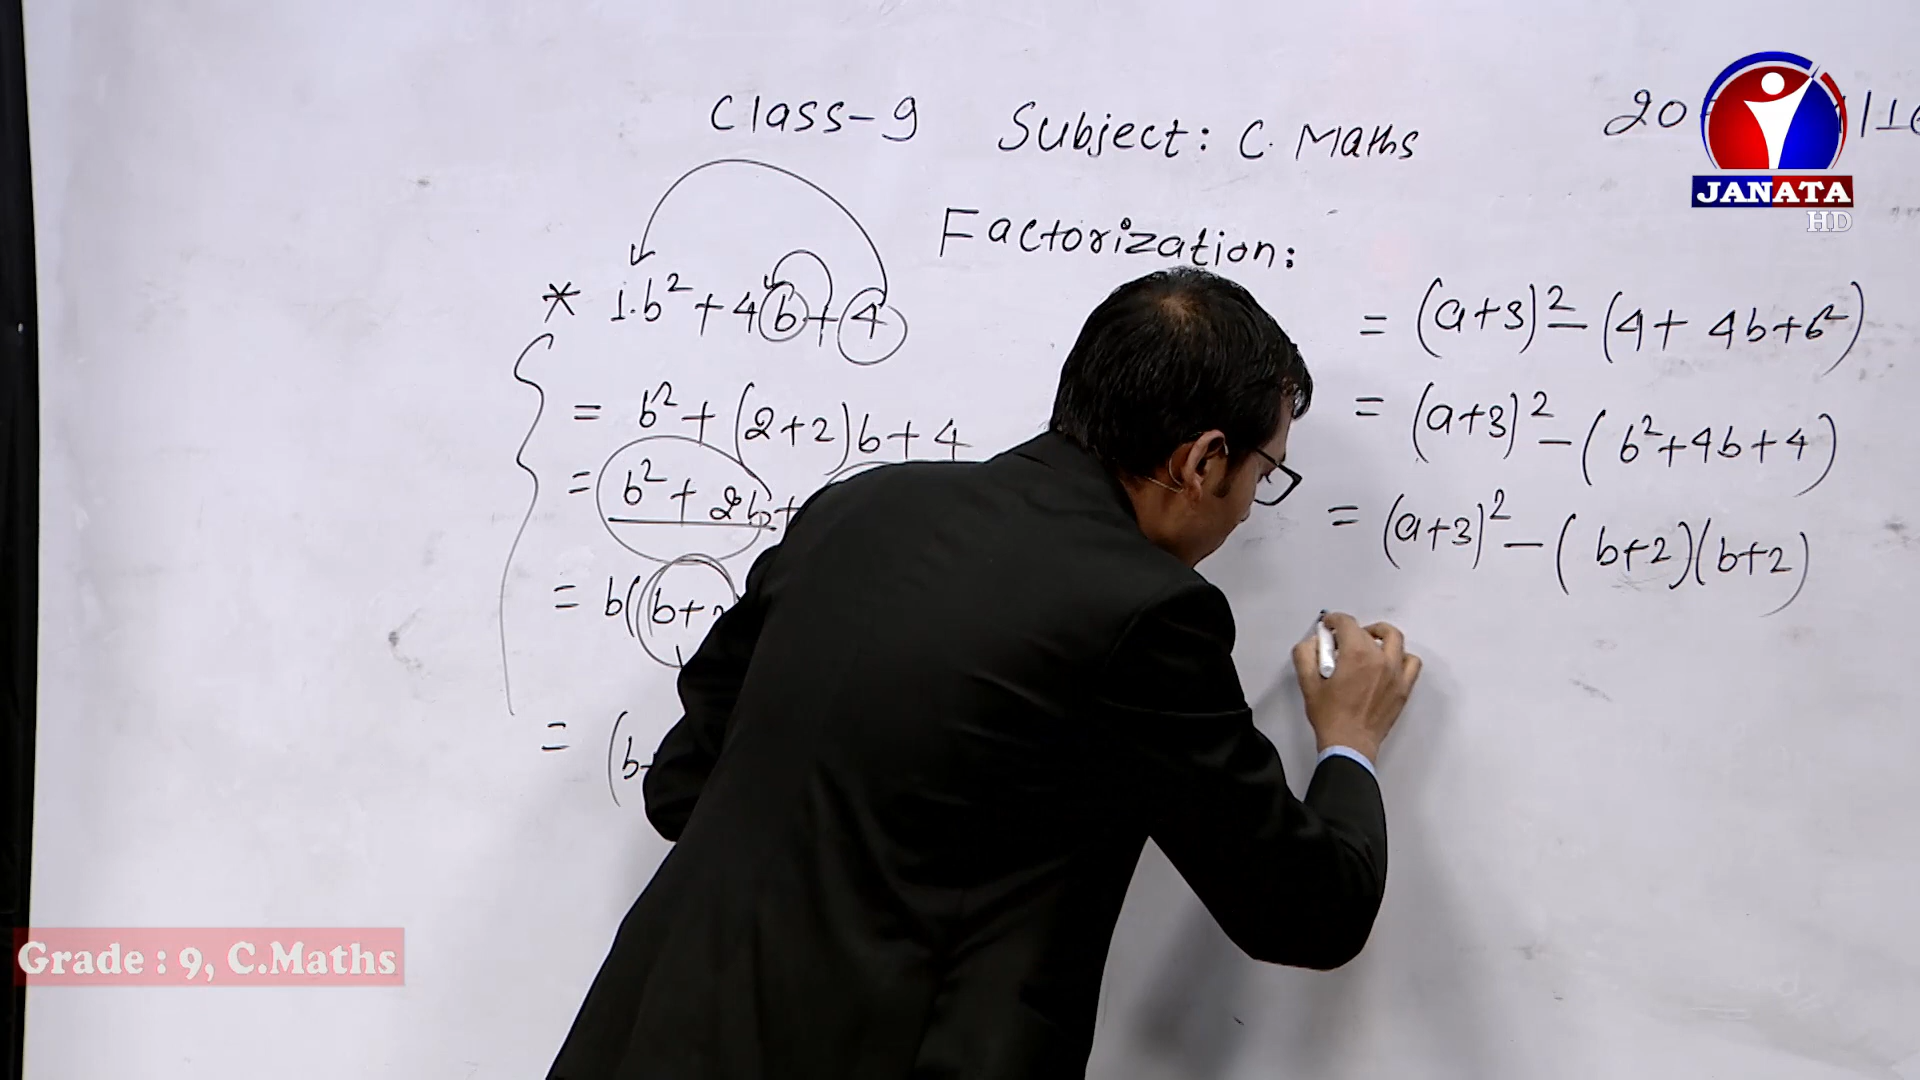 Class-9 Subject: C. Maths
JANATA
HD
Factorization:
* 1.b² + 4b + 4
= b² + (2+2)b + 4
= b² + 2b +
= b(b+2
= (b+
= (a+3)² - (4 + 4b + b²)
= (a+3)² - (b² + 4b + 4)
= (a+3)² - (b+2)(b+2)
Grade : 9, C.Maths